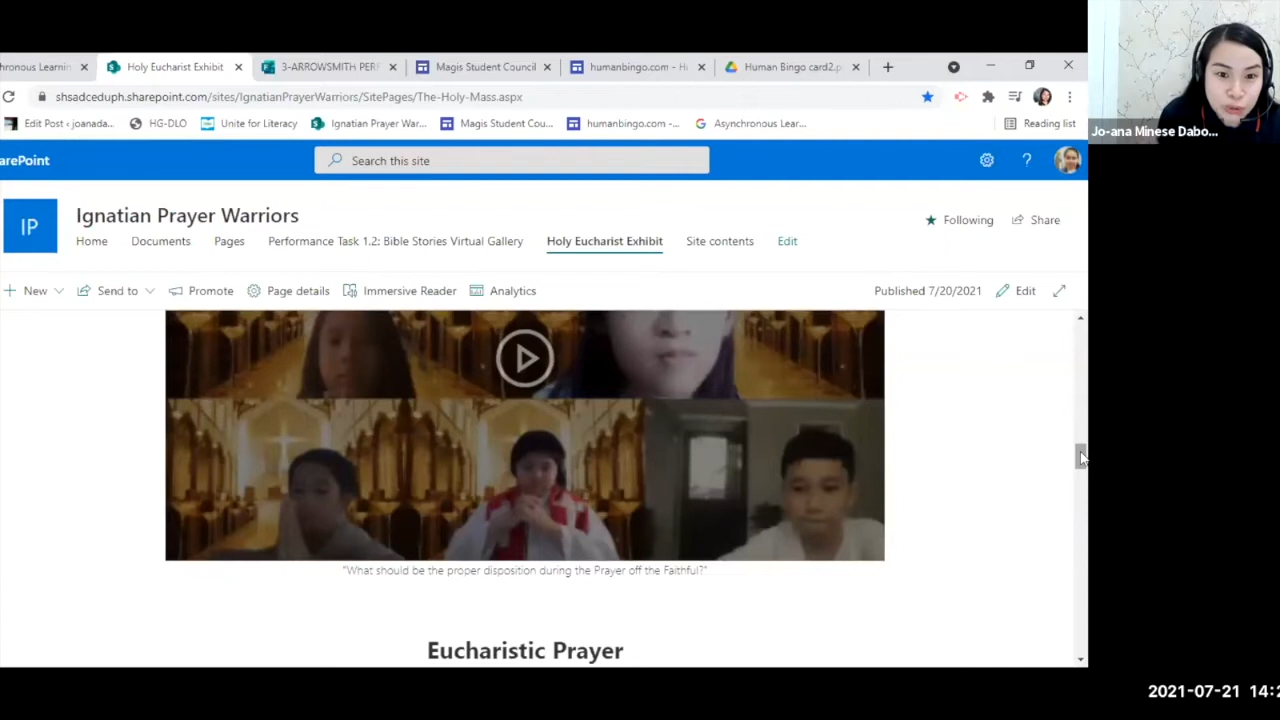 hronous Learnin
Holy Eucharist Exhibit
3-ARROWSMITH PERF
Magis Student Council
humanbingo.com - Hu
Human Bingo card2.p
shsadceduph.sharepoint.com/sites/IgnatianPrayerWarriors/SitePages/The-Holy-Mass.aspx
Edit Post ‹ joanada...
HG-DLO
Unite for Literacy
Ignatian Prayer War...
Magis Student Cou...
humanbingo.com -...
Asynchronous Lear...
Reading list
Jo-ana Minese Dabo...
arePoint
Search this site
?
IP
Ignatian Prayer Warriors
Following
Share
Home
Documents
Pages
Performance Task 1.2: Bible Stories Virtual Gallery
Holy Eucharist Exhibit
Site contents
Edit
New
Send to
Promote
Page details
Immersive Reader
Analytics
Published 7/20/2021
Edit
"What should be the proper disposition during the Prayer off the Faithful?"
Eucharistic Prayer
2021-07-21 14:2